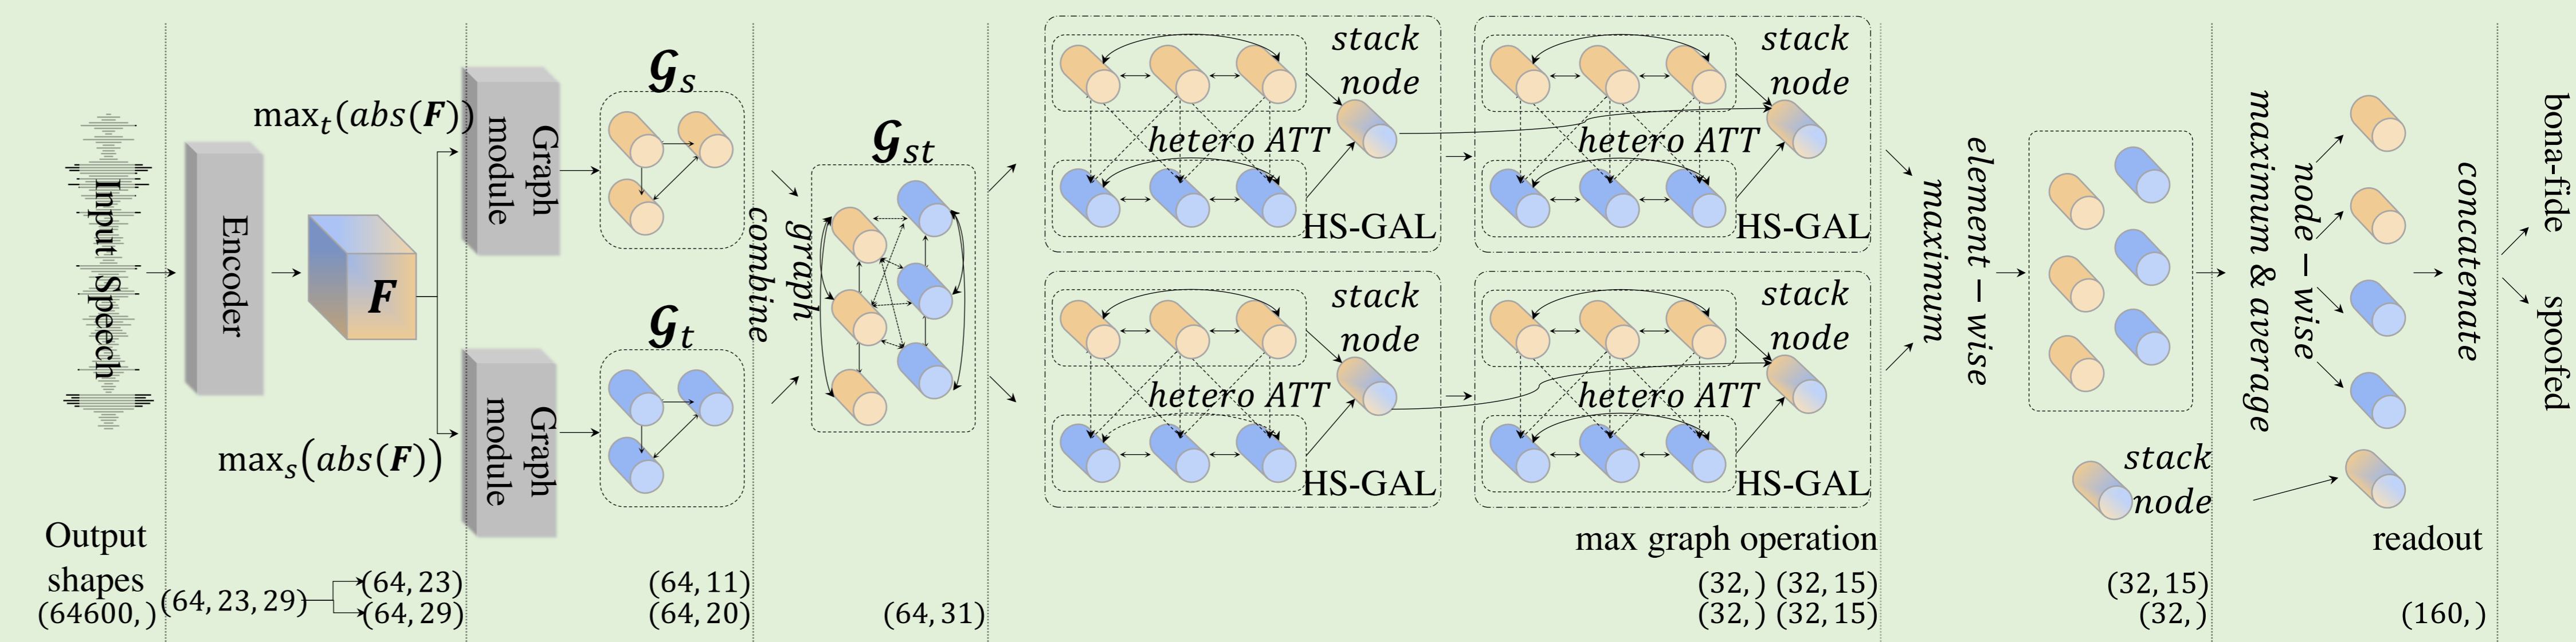 Input Speech
Encoder
F
max_t(abs(F))
max_s(abs(F))
Graph
module
Graph
module
𝒢_s
𝒢_t
graph
combine
𝒢_st
stack
node
hetero ATT
HS-GAL
stack
node
hetero ATT
HS-GAL
stack
node
hetero ATT
HS-GAL
stack
node
hetero ATT
HS-GAL
max graph operation
element − wise
maximum
stack
node
node − wise
maximum & average
readout
concatenate
bona-fide
spoofed
Output
shapes
(64600, )
(64, 23, 29)
(64, 23)
(64, 29)
(64, 11)
(64, 20)
(64, 31)
(32, ) (32, 15)
(32, ) (32, 15)
(32, 15)
(32, )
(160, )